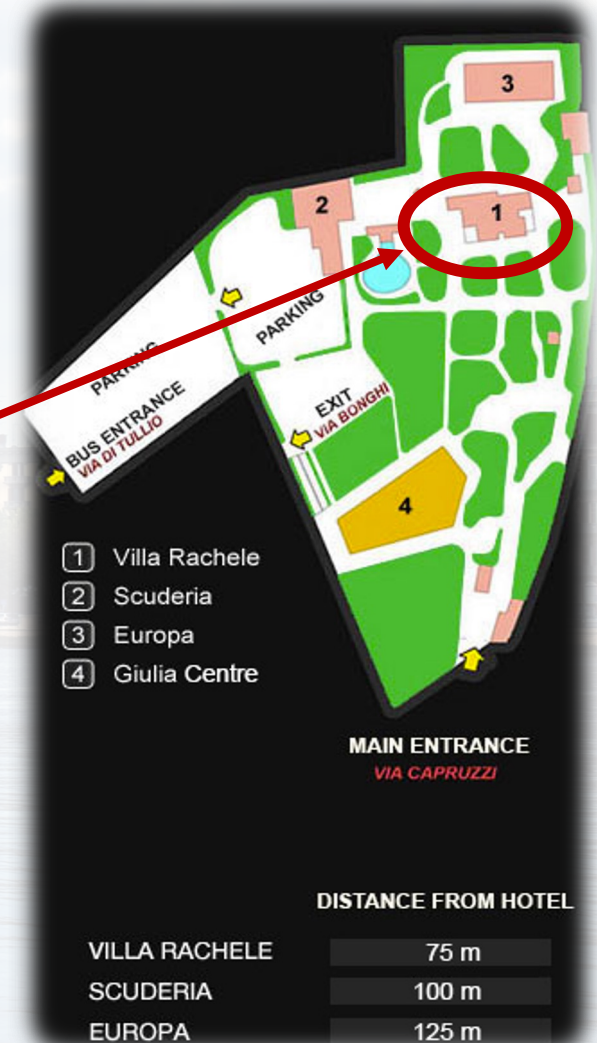 3
2
1
PARKING
PARKING
BUS ENTRANCE
VIA DI TULLIO
EXIT
VIA BONGHI
4
1 Villa Rachele
2 Scuderia
3 Europa
4 Giulia Centre
MAIN ENTRANCE
VIA CAPRUZZI
DISTANCE FROM HOTEL
VILLA RACHELE 75 m
SCUDERIA 100 m
EUROPA 125 m